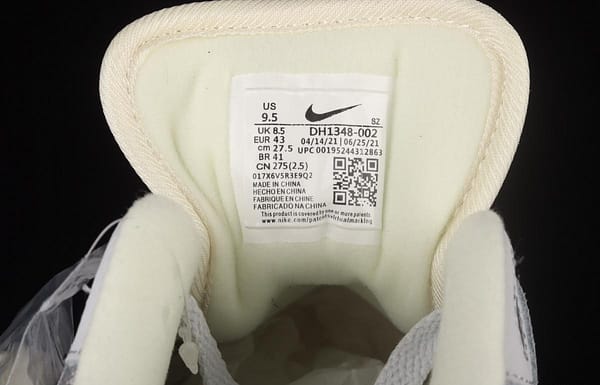 US
9.5
SZ
UK 8.5
DH1348-002
EUR 43
04/14/21 | 06/25/21
cm 27.5
UPC 00195244312863
BR 41
CN 275(2.5)
017X6V5R3E9Q2
MADE IN CHINA
HECHO EN CHINA
FABRIQUE EN CHINE
FABRICADO NA CHINA
This product is covered by one or more patents.